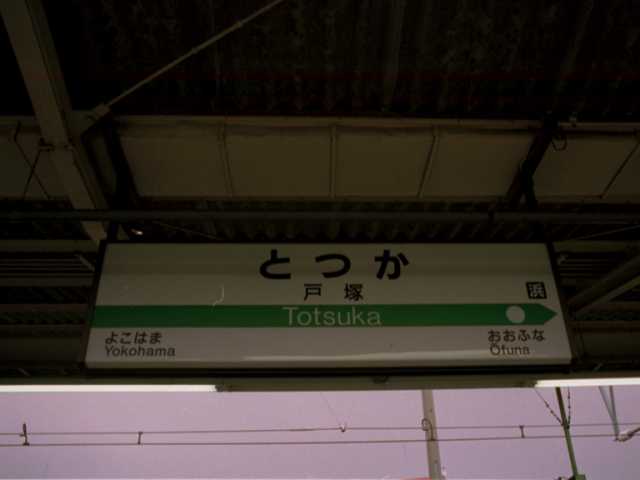 とつか
戸塚
浜
Totsuka
よこはま
Yokohama
おおふな
Ōfuna